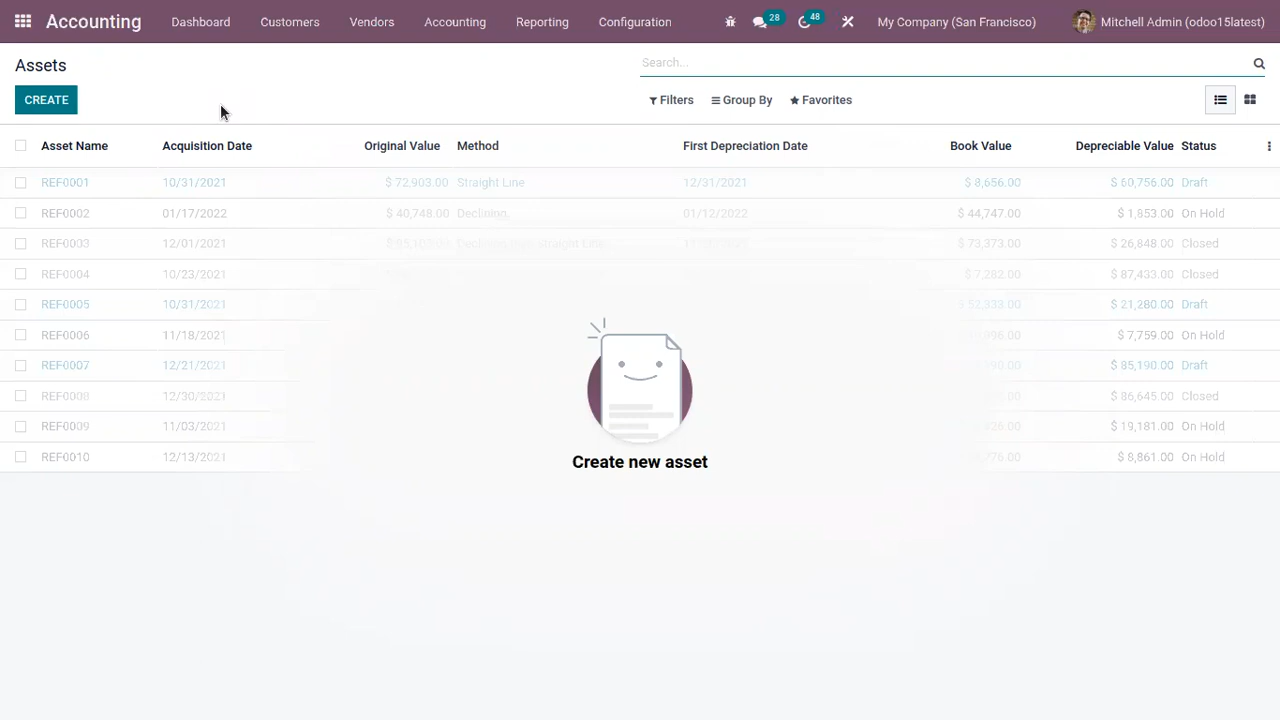 Accounting Dashboard Customers Vendors Accounting Reporting Configuration 28 48 My Company (San Francisco) Mitchell Admin (odoo15latest)
Assets Search...
CREATE Filters Group By Favorites
Asset Name Acquisition Date Original Value Method First Depreciation Date Book Value Depreciable Value Status
REF0001 10/31/2021 $ 72,903.00 Straight Line 12/31/2021 $ 8,656.00 $ 60,756.00 Draft
REF0002 01/17/2022 $ 40,748.00 Declining 01/12/2022 $ 44,747.00 $ 1,853.00 On Hold
REF0003 12/01/2021 Declining then Straight Line $ 73,373.00 $ 26,848.00 Closed
REF0004 10/23/2021 $ 7,282.00 $ 87,433.00 Closed
REF0005 10/31/2021 $ 52,333.00 $ 21,280.00 Draft
REF0006 11/18/2021 $ 7,759.00 On Hold
REF0007 12/21/2021 $ 85,190.00 Draft
REF0008 12/30/2021 $ 86,645.00 Closed
REF0009 11/03/2021 $ 19,181.00 On Hold
REF0010 12/13/2021 $ 8,861.00 On Hold
Create new asset